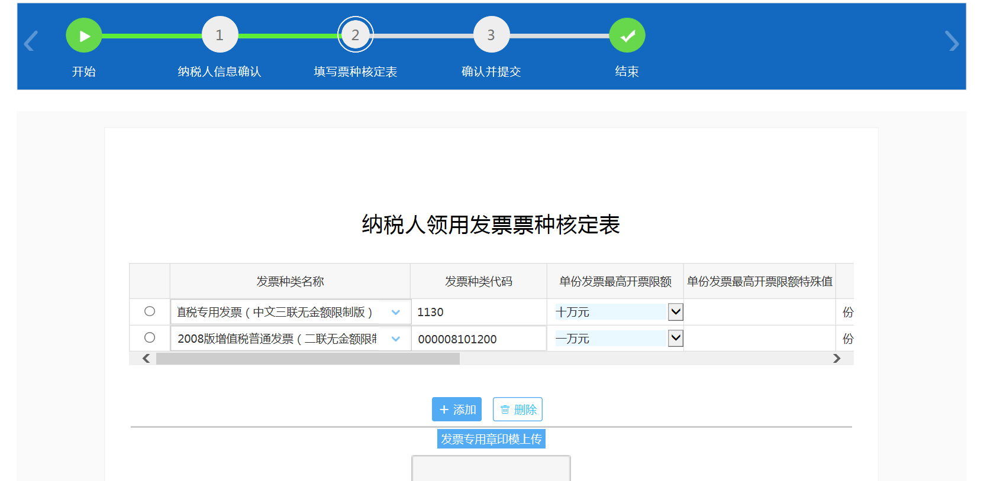 1
2
3
开始
纳税人信息确认
填写票种核定表
确认并提交
结束
纳税人领用发票票种核定表
发票种类名称
发票种类代码
单份发票最高开票限额
单份发票最高开票限额特殊值
值税专用发票（中文三联无金额限制版）
1130
十万元
份
2008版增值税普通发票（二联无金额限制
000008101200
一万元
份
添加
删除
发票专用章印模上传